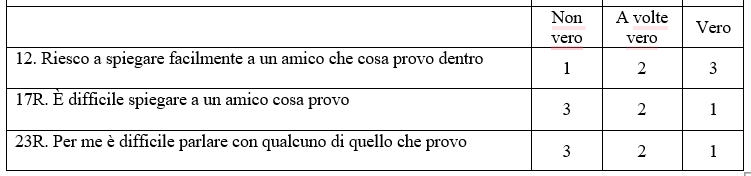 Non vero A volte vero Vero
12. Riesco a spiegare facilmente a un amico che cosa provo dentro 1 2 3
17R. È difficile spiegare a un amico cosa provo 3 2 1
23R. Per me è difficile parlare con qualcuno di quello che provo 3 2 1